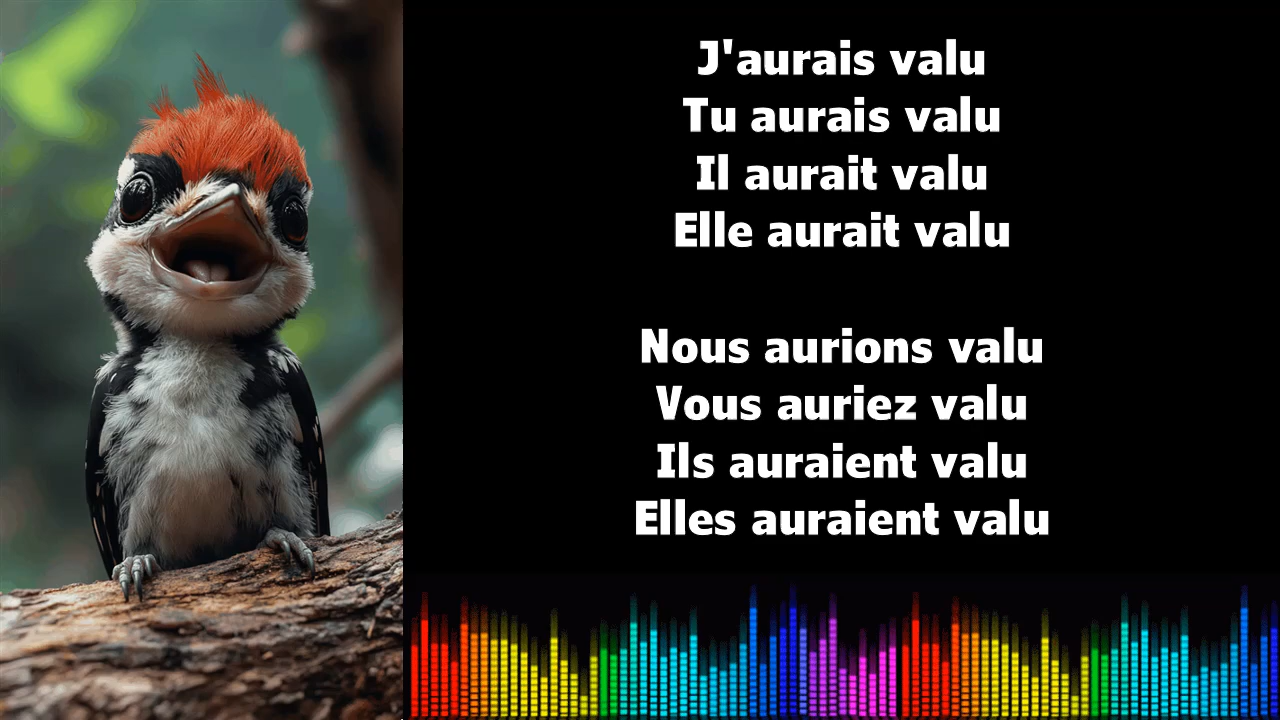 J'aurais valu
Tu aurais valu
Il aurait valu
Elle aurait valu
Nous aurions valu
Vous auriez valu
Ils auraient valu
Elles auraient valu